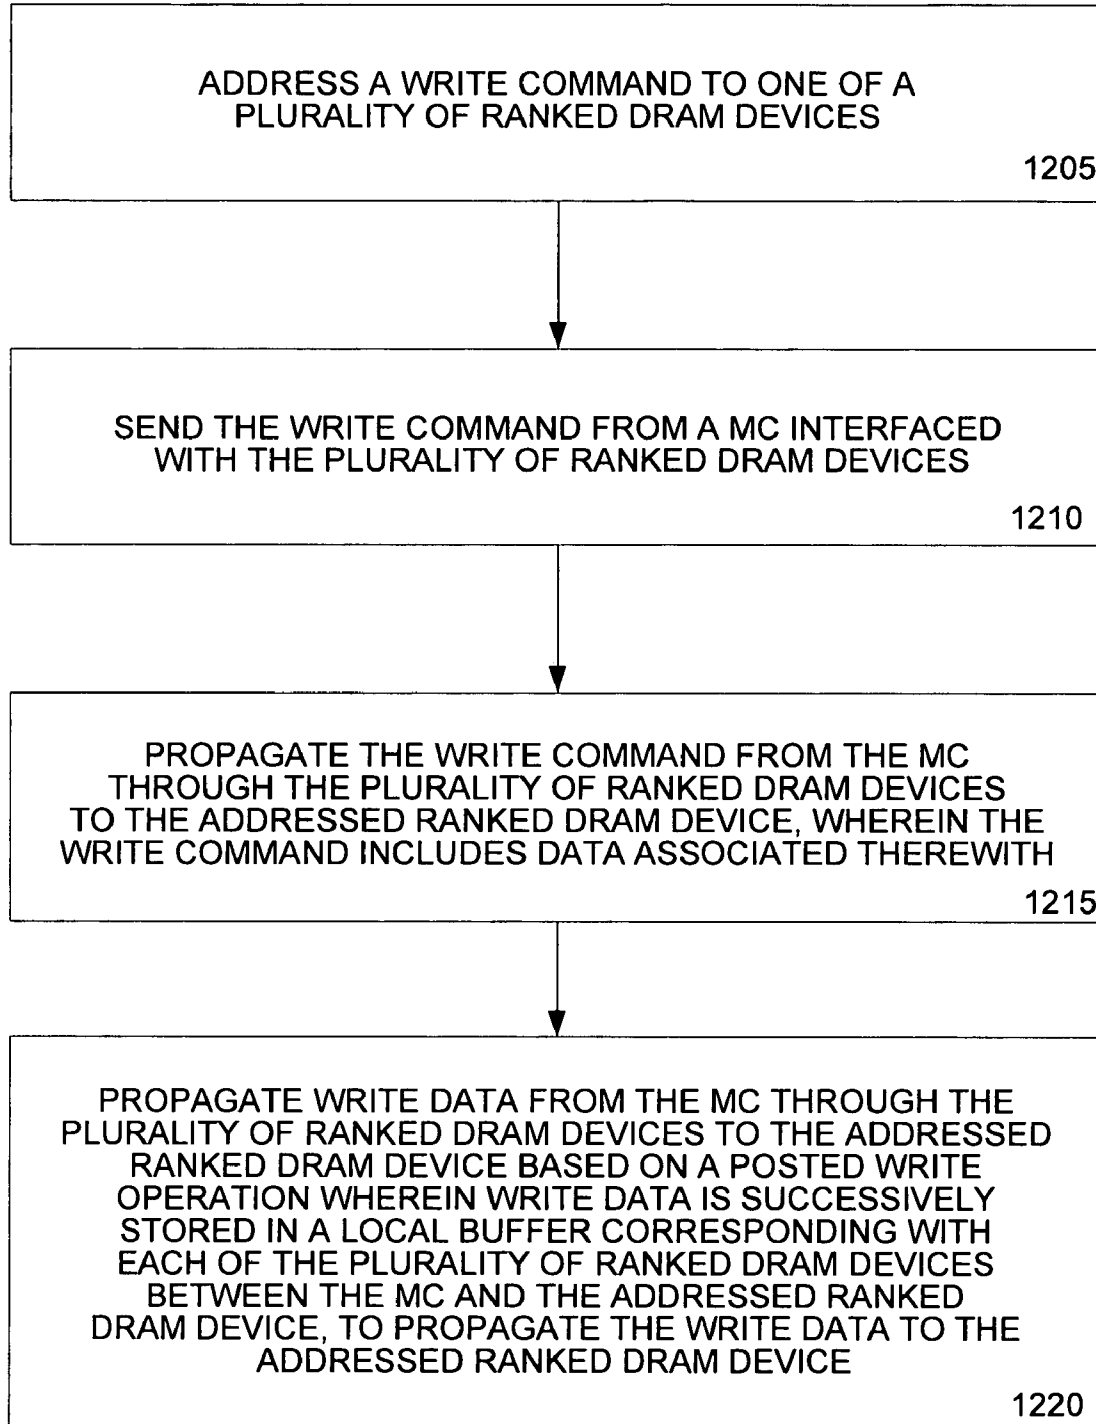 ADDRESS A WRITE COMMAND TO ONE OF A
PLURALITY OF RANKED DRAM DEVICES
1205
SEND THE WRITE COMMAND FROM A MC INTERFACED
WITH THE PLURALITY OF RANKED DRAM DEVICES
1210
PROPAGATE THE WRITE COMMAND FROM THE MC
THROUGH THE PLURALITY OF RANKED DRAM DEVICES
TO THE ADDRESSED RANKED DRAM DEVICE, WHEREIN THE
WRITE COMMAND INCLUDES DATA ASSOCIATED THEREWITH
1215
PROPAGATE WRITE DATA FROM THE MC THROUGH THE
PLURALITY OF RANKED DRAM DEVICES TO THE ADDRESSED
RANKED DRAM DEVICE BASED ON A POSTED WRITE
OPERATION WHEREIN WRITE DATA IS SUCCESSIVELY
STORED IN A LOCAL BUFFER CORRESPONDING WITH
EACH OF THE PLURALITY OF RANKED DRAM DEVICES
BETWEEN THE MC AND THE ADDRESSED RANKED
DRAM DEVICE, TO PROPAGATE THE WRITE DATA TO THE
ADDRESSED RANKED DRAM DEVICE
1220